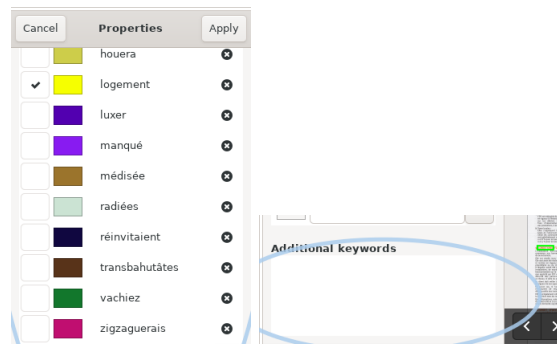 Cancel Properties Apply
houera
logement
luxer
manqué
médisée
radiées
réinvitaient
transbahutâtes
vachiez
zigzaguerais
Additional keywords